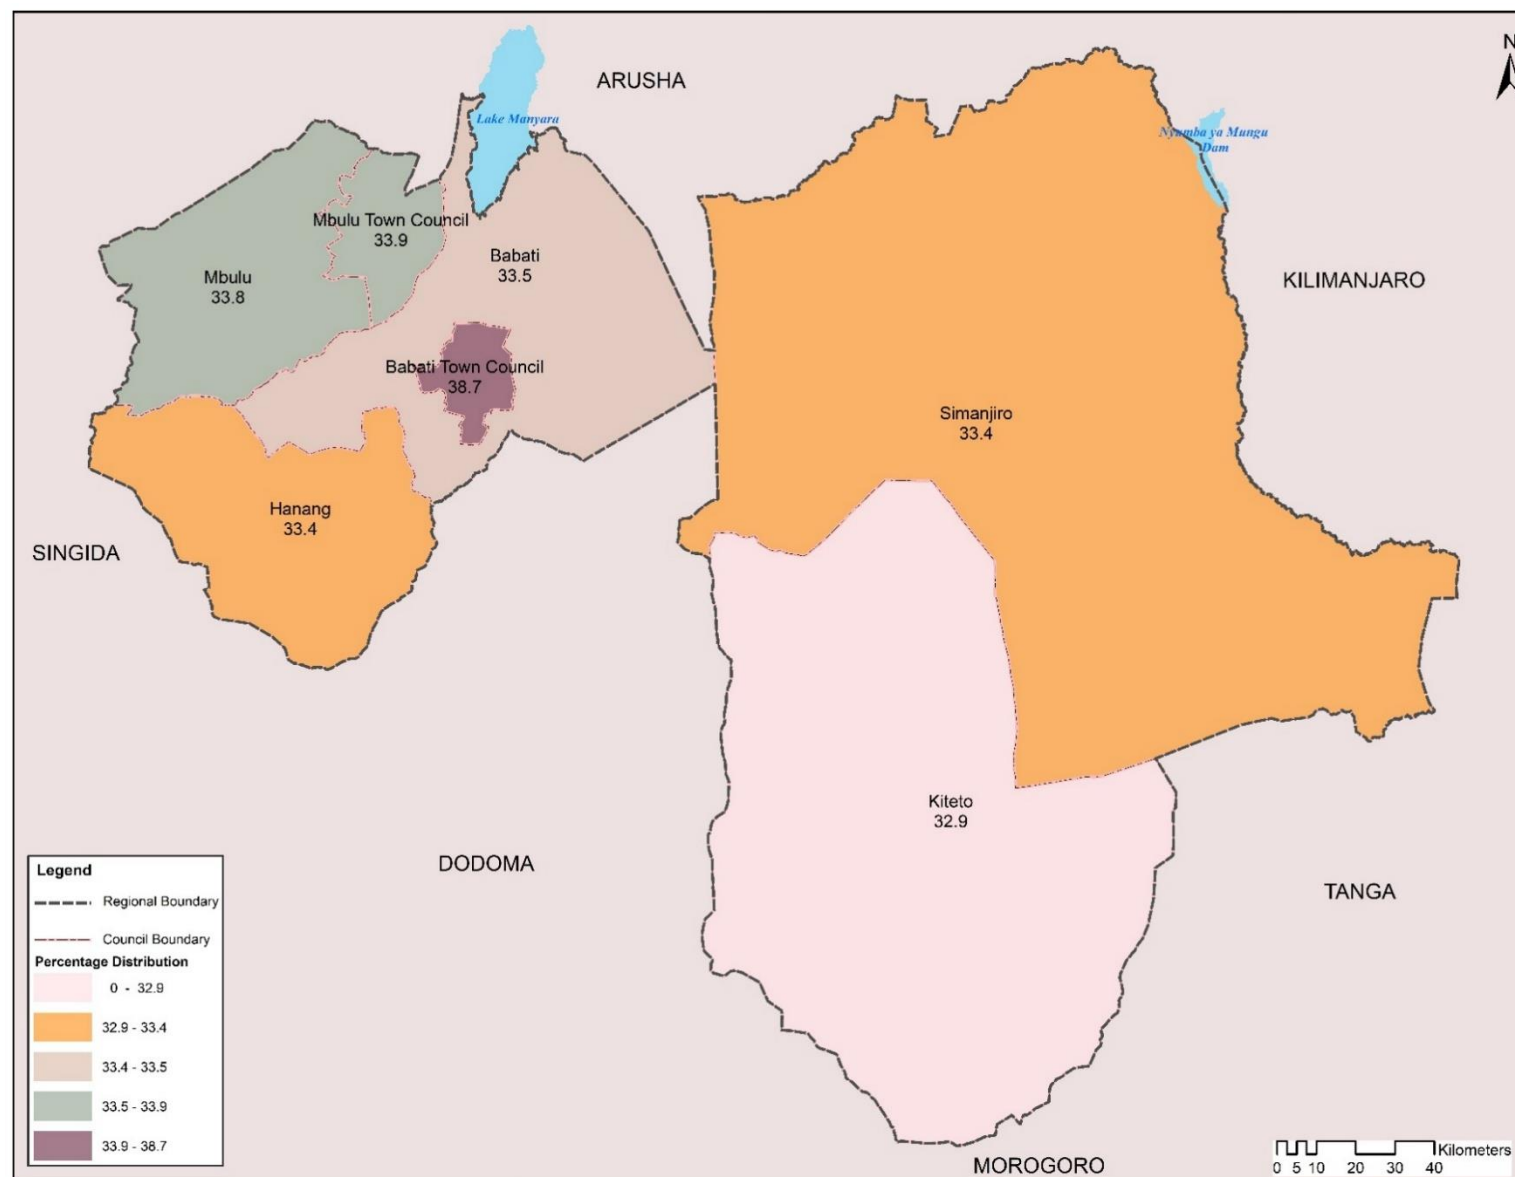 N
ARUSHA
Lake Manyara
Nyumba ya Mungu
Dam
Mbulu Town Council
33.9
Babati
33.5
Mbulu
33.8
KILIMANJARO
Babati Town Council
38.7
Simanjiro
33.4
Hanang
33.4
SINGIDA
Kiteto
32.9
DODOMA
TANGA
MOROGORO
Legend
Regional Boundary
Council Boundary
Percentage Distribution
0 - 32.9
32.9 - 33.4
33.4 - 33.5
33.5 - 33.9
33.9 - 38.7
Kilometers
0 5 10 20 30 40